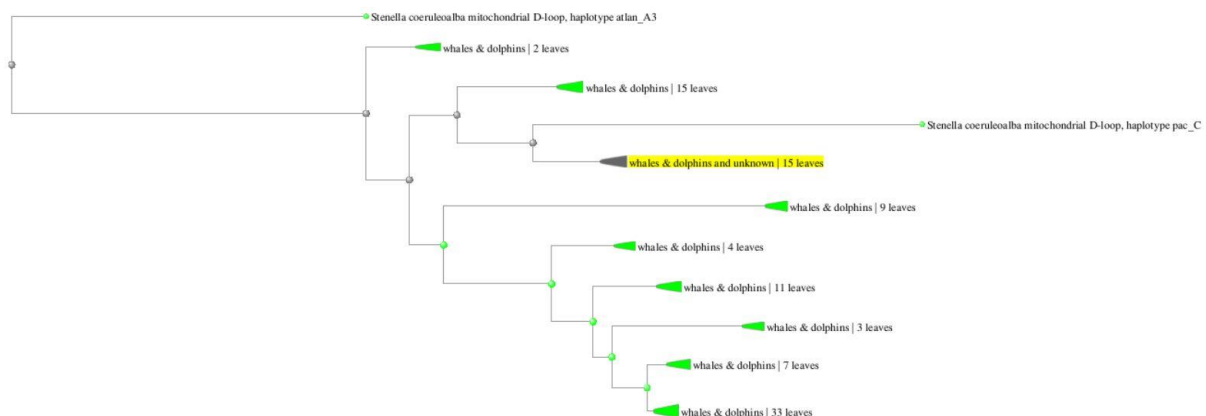 Stenella coeruleoalba mitochondrial D-loop, haplotype atlan_A3
whales & dolphins | 2 leaves
whales & dolphins | 15 leaves
Stenella coeruleoalba mitochondrial D-loop, haplotype pac_C
whales & dolphins and unknown | 15 leaves
whales & dolphins | 9 leaves
whales & dolphins | 4 leaves
whales & dolphins | 11 leaves
whales & dolphins | 3 leaves
whales & dolphins | 7 leaves
whales & dolphins | 33 leaves